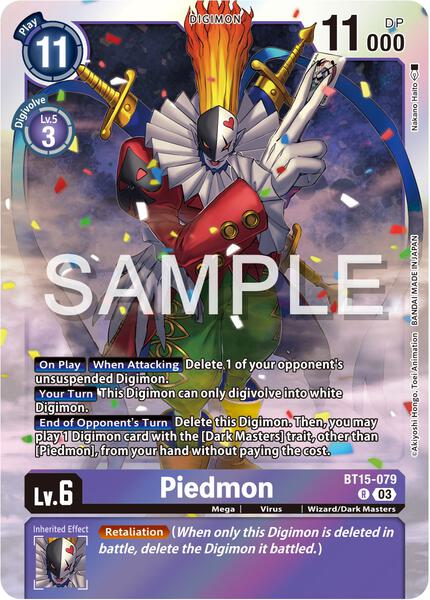 DIGIMON
Play
11
11000
DP
Digivolve
Lv.5
3
Nakano Haito
SAMPLE
©Akiyoshi Hongo, Toei Animation BANDAI MADE IN JAPAN
On Play When Attacking Delete 1 of your opponent's
unsuspended Digimon.
Your Turn This Digimon can only digivolve into white
Digimon.
End of Opponent's Turn Delete this Digimon. Then, you may
play 1 Digimon card with the [Dark Masters] trait, other than
[Piedmon], from your hand without paying the cost.
Lv.6
Piedmon
BT15-079
R 03
Mega Virus Wizard/Dark Masters
Inherited Effect
Retaliation (When only this Digimon is deleted in
battle, delete the Digimon it battled.)